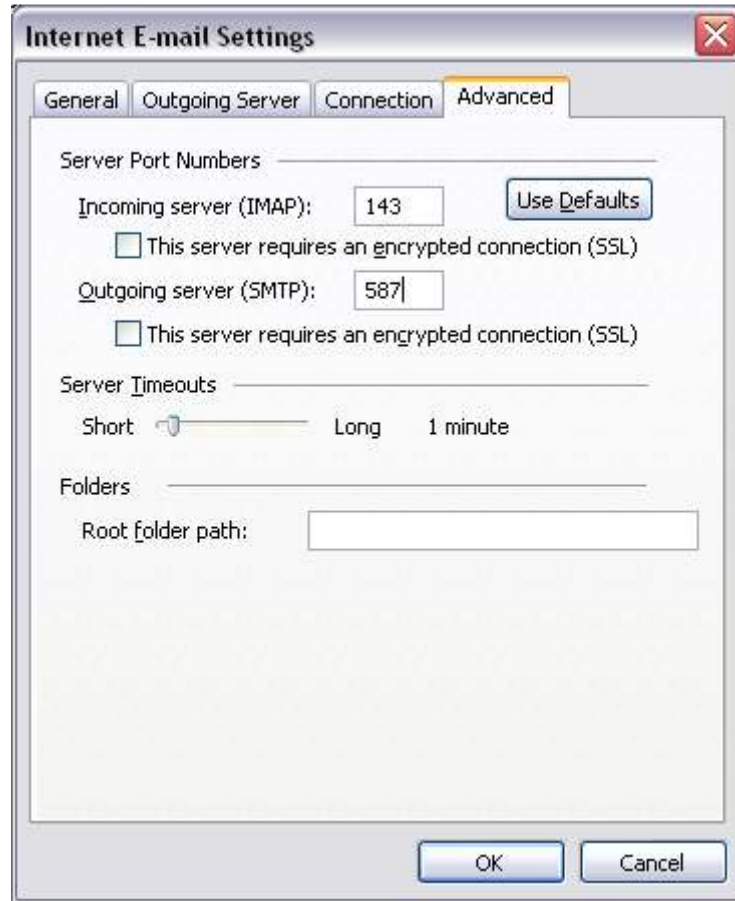 Internet E-mail Settings
General Outgoing Server Connection Advanced
Server Port Numbers
Incoming server (IMAP): 143 Use Defaults
This server requires an encrypted connection (SSL)
Outgoing server (SMTP): 587
This server requires an encrypted connection (SSL)
Server Timeouts
Short Long 1 minute
Folders
Root folder path:
OK Cancel